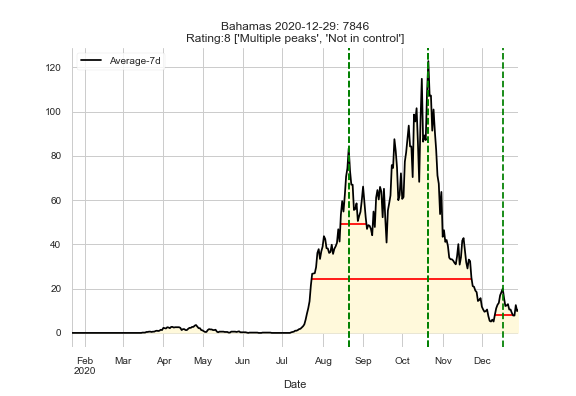 Bahamas 2020-12-29: 7846
Rating:8 ['Multiple peaks', 'Not in control']
Average-7d
120
100
80
60
40
20
0
Feb Mar Apr May Jun Jul Aug Sep Oct Nov Dec
2020
Date